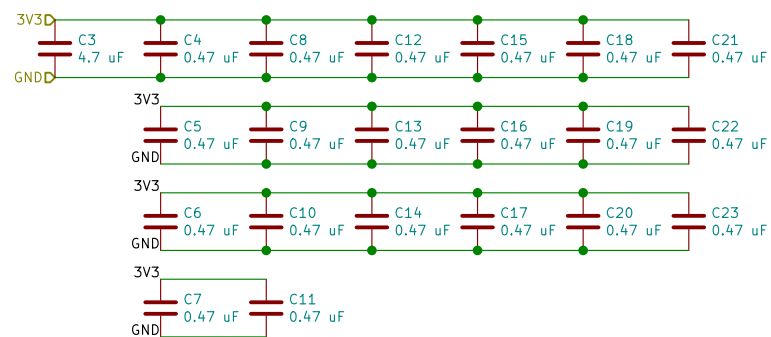 3V3
C3 C4 C8 C12 C15 C18 C21
4.7 uF 0.47 uF 0.47 uF 0.47 uF 0.47 uF 0.47 uF 0.47 uF
GND
3V3
C5 C9 C13 C16 C19 C22
0.47 uF 0.47 uF 0.47 uF 0.47 uF 0.47 uF 0.47 uF
GND
3V3
C6 C10 C14 C17 C20 C23
0.47 uF 0.47 uF 0.47 uF 0.47 uF 0.47 uF 0.47 uF
GND
3V3
C7 C11
0.47 uF 0.47 uF
GND